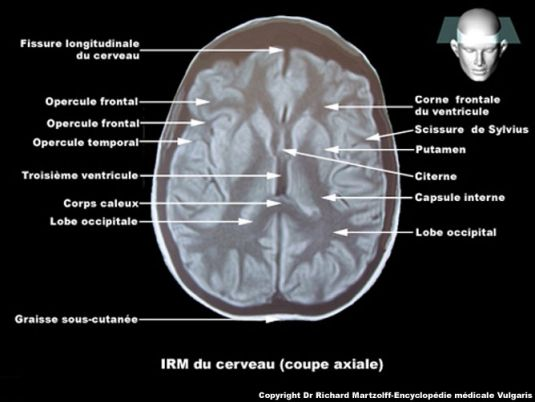 Fissure longitudinale
du cerveau
Opercule frontal
Opercule frontal
Opercule temporal
Troisième ventricule
Corps caleux
Lobe occipitale
Graisse sous-cutanée
Corne frontale
du ventricule
Scissure de Sylvius
Putamen
Citerne
Capsule interne
Lobe occipital
IRM du cerveau (coupe axiale)
Copyright Dr Richard Martzolff-Encyclopédie médicale Vulgaris